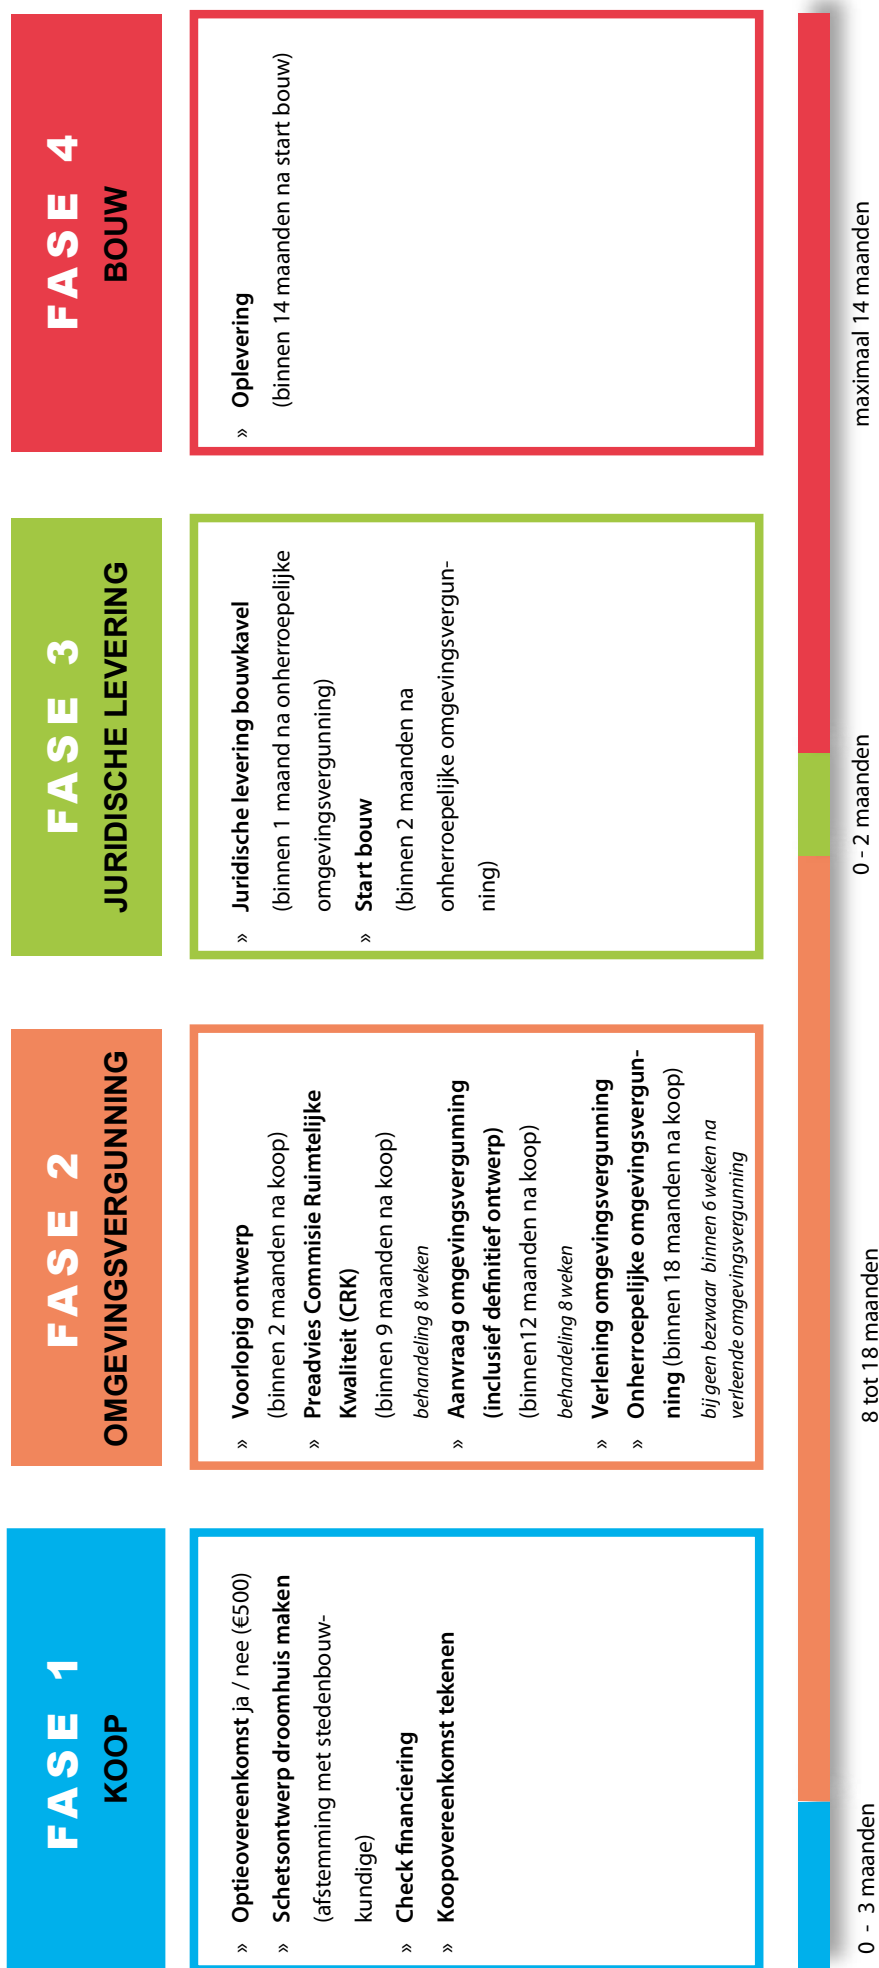 FASE 1
KOOP
» Optieovereenkomst ja / nee (€500)
» Schetsontwerp droomhuis maken
(afstemming met stedenbouw-
kundige)
» Check financiering
» Koopovereenkomst tekenen
FASE 2
OMGEVINGSVERGUNNING
» Voorlopig ontwerp
(binnen 2 maanden na koop)
» Preadvies Commisie Ruimtelijke
Kwaliteit (CRK)
(binnen 9 maanden na koop)
behandeling 8 weken
» Aanvraag omgevingsvergunning
(inclusief definitief ontwerp)
(binnen12 maanden na koop)
behandeling 8 weken
» Verlening omgevingsvergunning
» Onherroepelijke omgevingsvergun-
ning (binnen 18 maanden na koop)
bij geen bezwaar binnen 6 weken na
verleende omgevingsvergunning
FASE 3
JURIDISCHE LEVERING
» Juridische levering bouwkavel
(binnen 1 maand na onherroepelijke
omgevingsvergunning)
» Start bouw
(binnen 2 maanden na
onherroepelijke omgevingsvergun-
ning)
FASE 4
BOUW
» Oplevering
(binnen 14 maanden na start bouw)
0 - 3 maanden
8 tot 18 maanden
0 - 2 maanden
maximaal 14 maanden